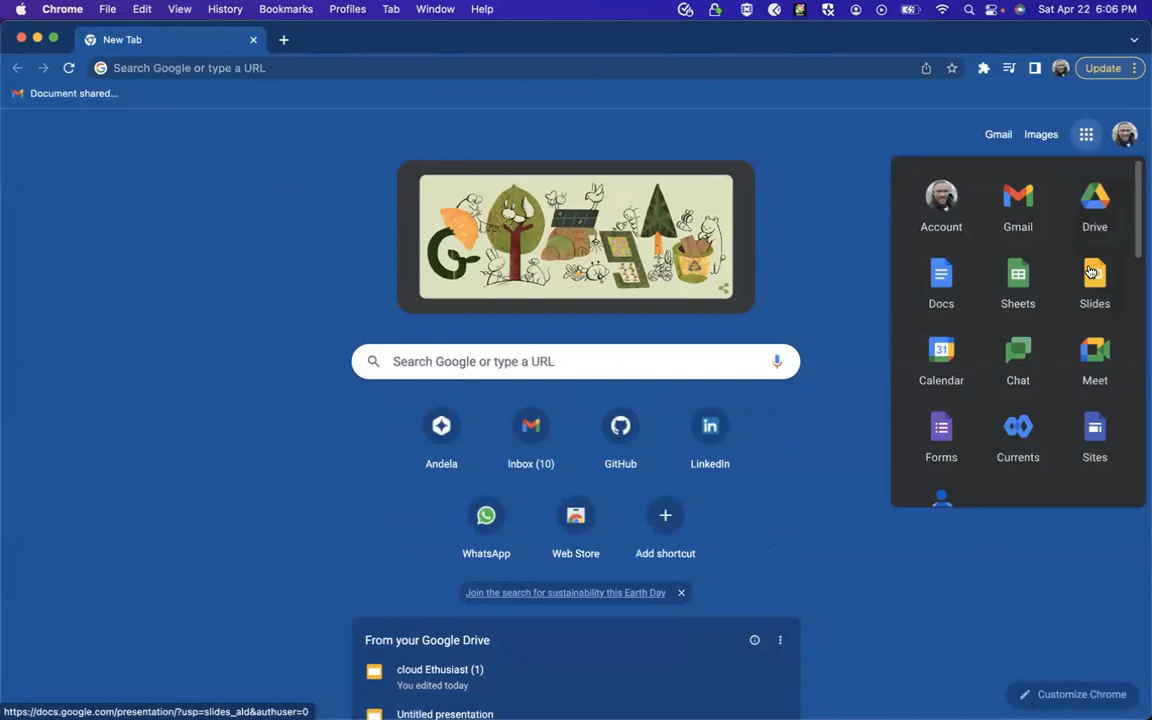 Chrome File Edit View History Bookmarks Profiles Tab Window Help Sat Apr 22 6:06 PM
New Tab
Search Google or type a URL Update
Document shared...
Gmail Images
Account Gmail Drive
Docs Sheets Slides
31
Calendar Chat Meet
Forms Currents Sites
Search Google or type a URL
Andela Inbox (10) GitHub LinkedIn
WhatsApp Web Store Add shortcut
Join the search for sustainability this Earth Day
From your Google Drive
cloud Ethusiast (1)
You edited today
Untitled presentation
Customize Chrome
https://docs.google.com/presentation/?usp=slides_ald&authuser=0